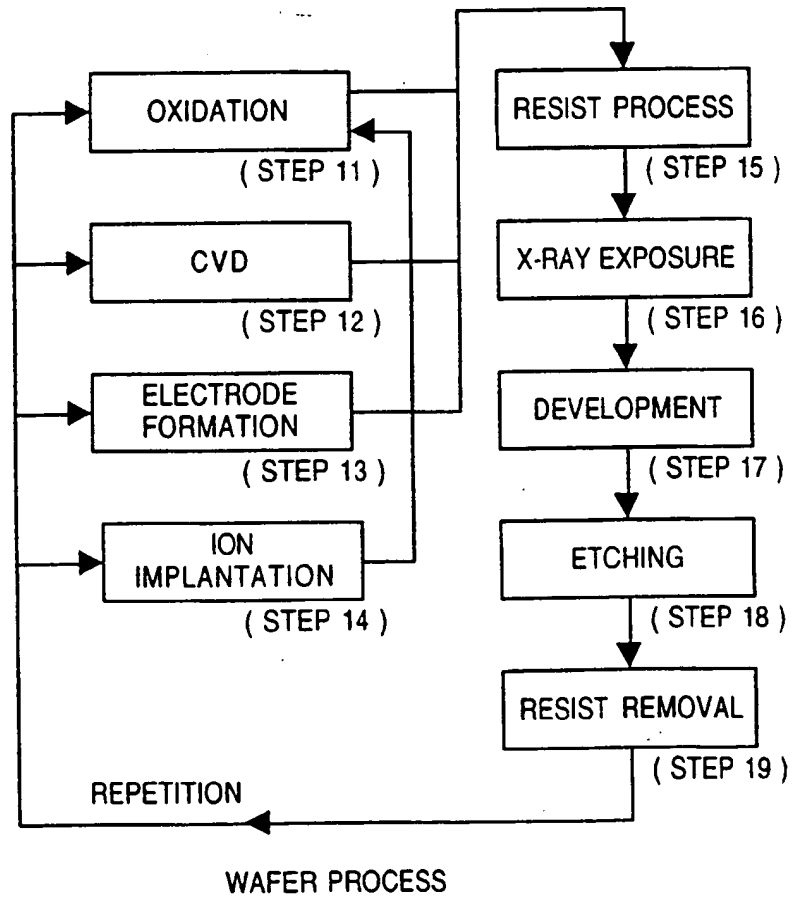 OXIDATION
( STEP 11 )
CVD
( STEP 12 )
ELECTRODE
FORMATION
( STEP 13 )
ION
IMPLANTATION
( STEP 14 )
RESIST PROCESS
( STEP 15 )
X-RAY EXPOSURE
( STEP 16 )
DEVELOPMENT
( STEP 17 )
ETCHING
( STEP 18 )
RESIST REMOVAL
( STEP 19 )
REPETITION
WAFER PROCESS